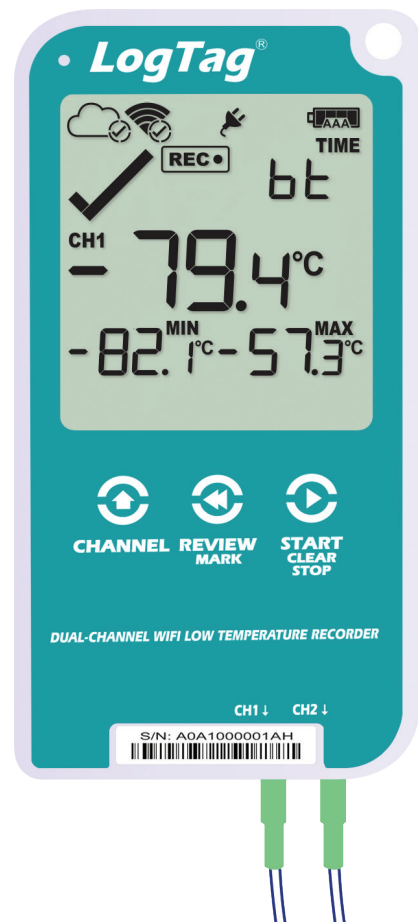 LogTag®
AAA
TIME
REC
bt
CH1
-79.4°C
MIN
MAX
-82.1°C -57.3°C
CHANNEL REVIEW START
MARK CLEAR
STOP
DUAL-CHANNEL WIFI LOW TEMPERATURE RECORDER
CH1↓ CH2↓
S/N: A0A1000001AH